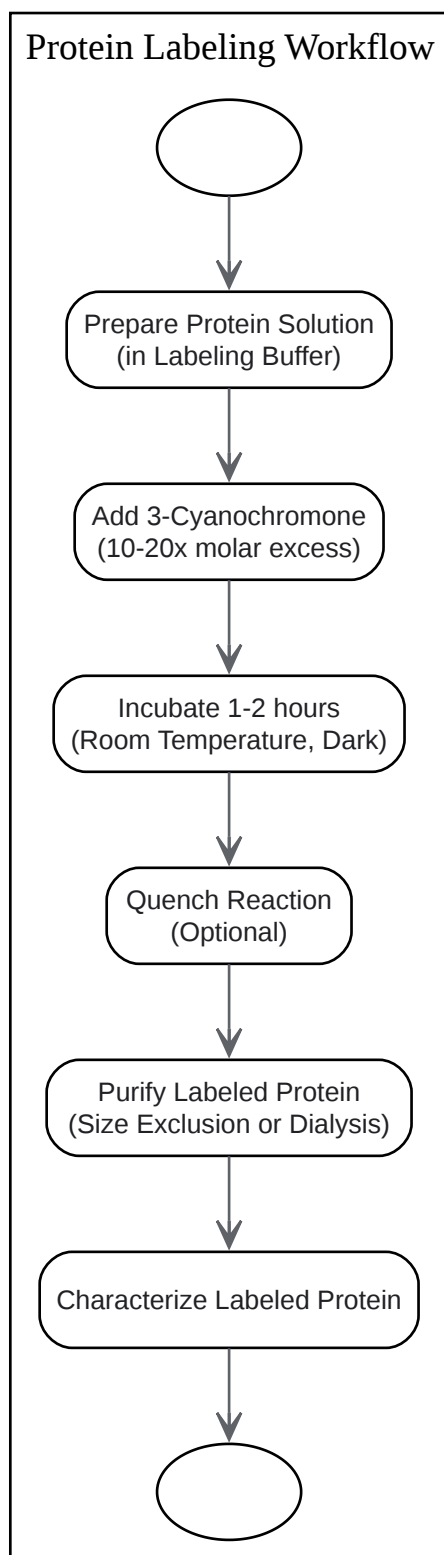 Protein Labeling Workflow
Prepare Protein Solution
(in Labeling Buffer)
Add 3-Cyanochromone
(10-20x molar excess)
Incubate 1-2 hours
(Room Temperature, Dark)
Quench Reaction
(Optional)
Purify Labeled Protein
(Size Exclusion or Dialysis)
Characterize Labeled Protein